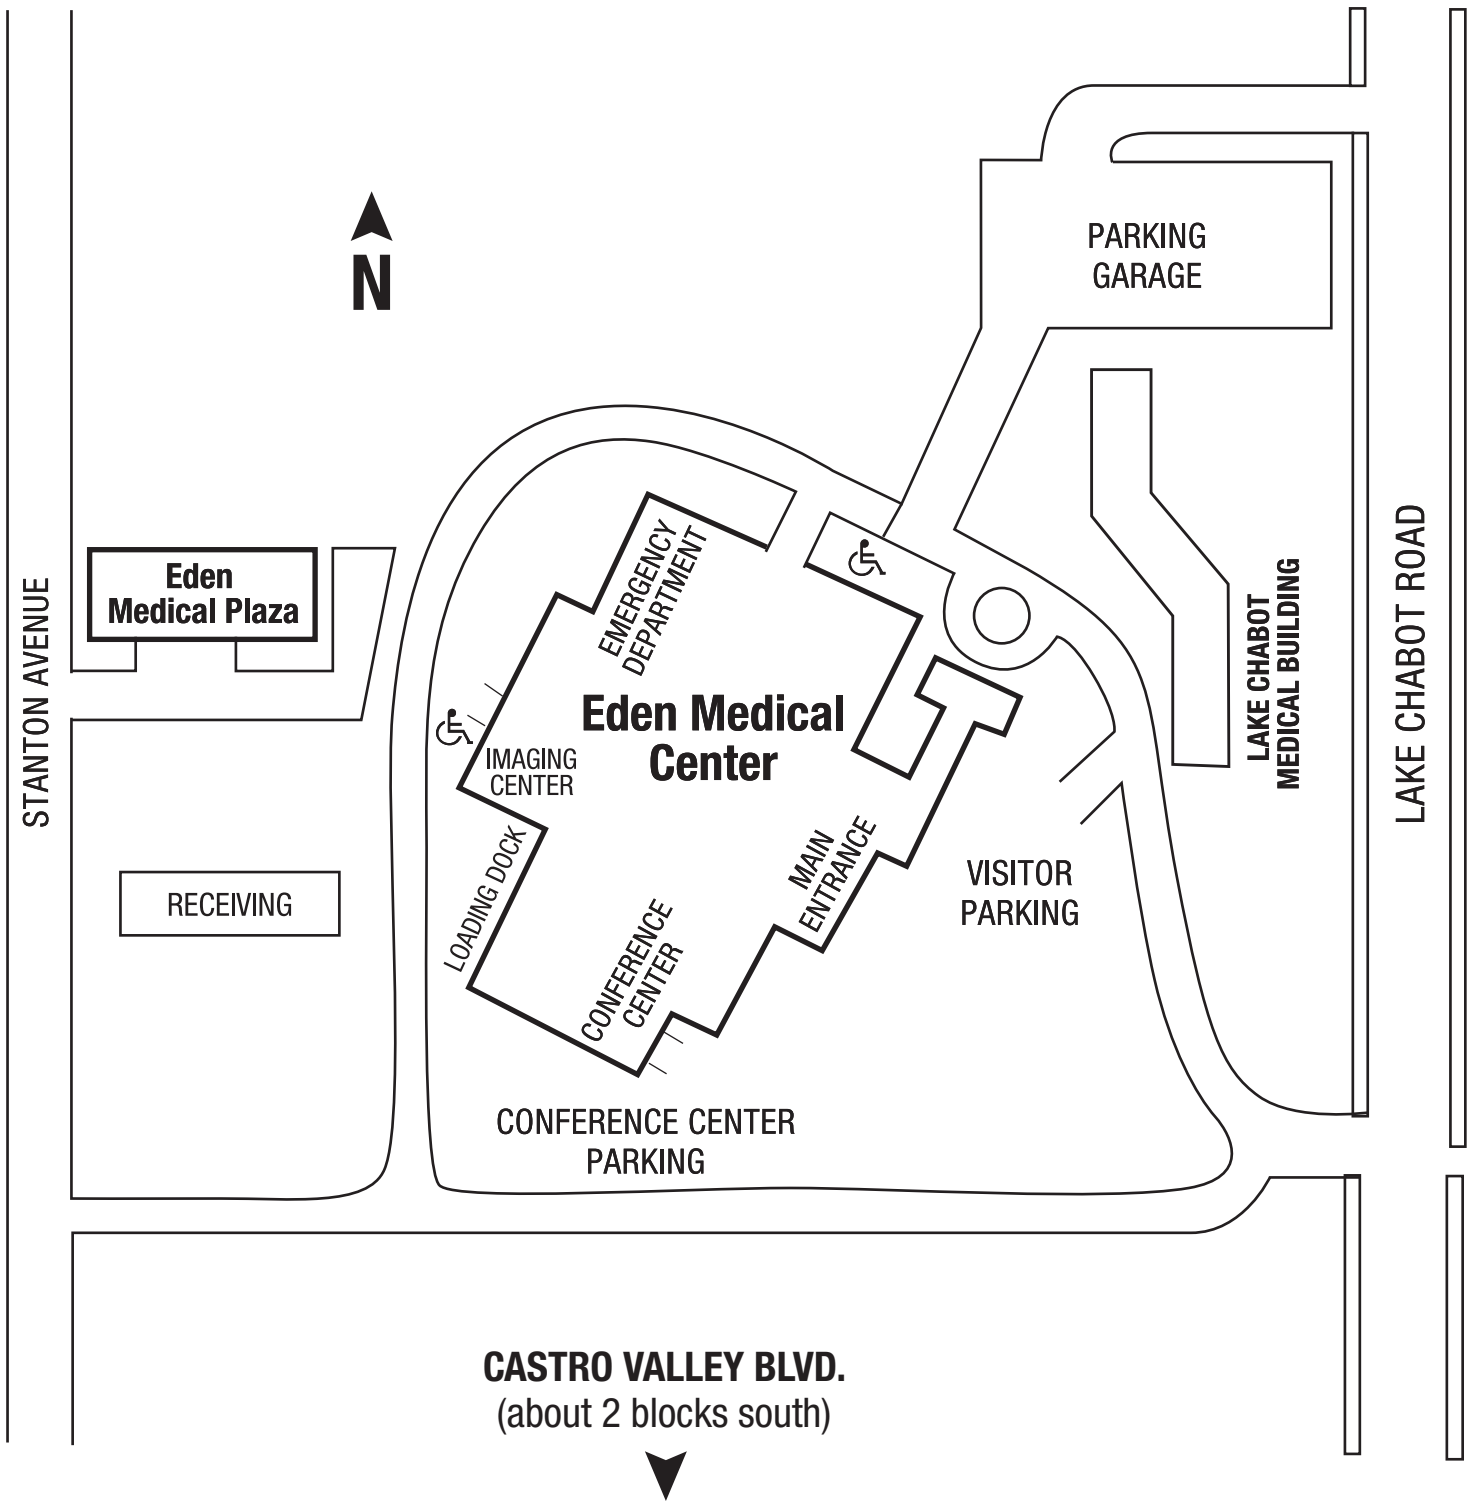 PARKING
GARAGE
N
EMERGENCY
DEPARTMENT
Eden
Medical Plaza
STANTON AVENUE
LAKE CHABOT
MEDICAL BUILDING
LAKE CHABOT ROAD
Eden Medical
Center
IMAGING
CENTER
LOADING DOCK
MAIN
ENTRANCE
VISITOR
PARKING
RECEIVING
CONFERENCE
CENTER
CONFERENCE CENTER
PARKING
CASTRO VALLEY BLVD.
(about 2 blocks south)